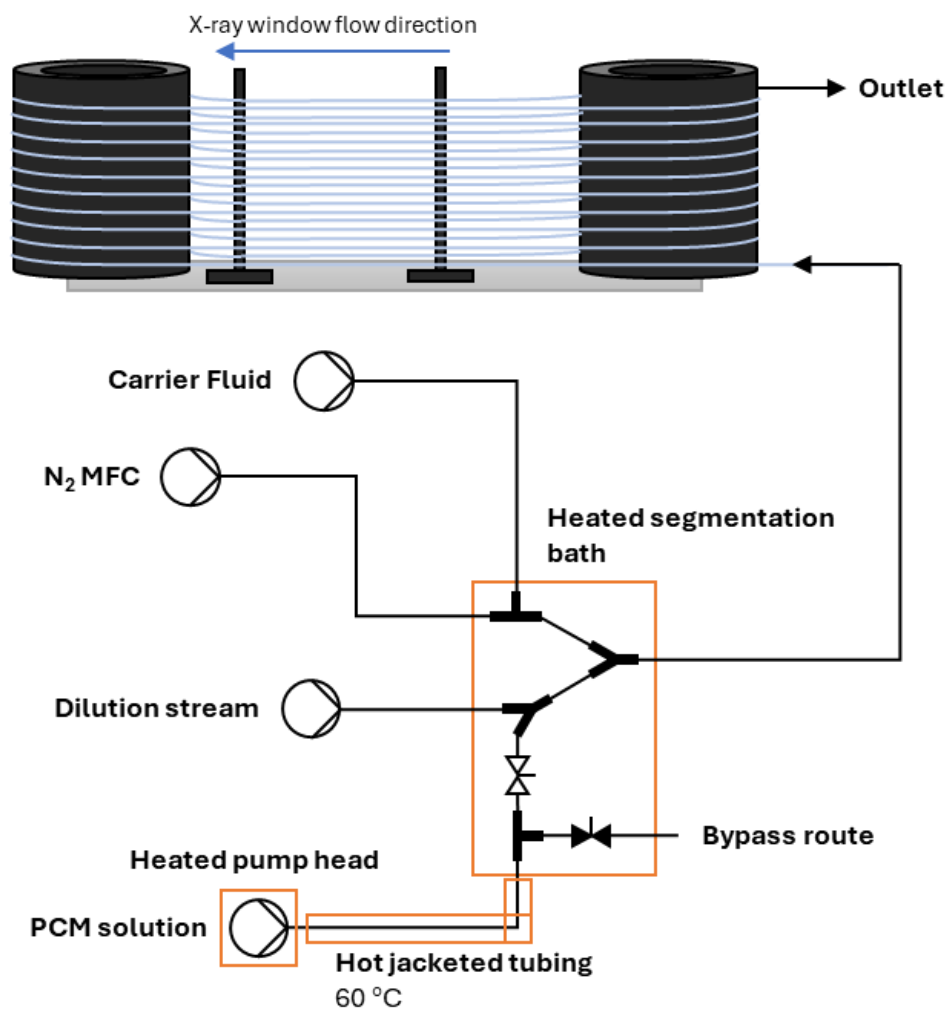 X-ray window flow direction
Outlet
Carrier Fluid
N₂ MFC
Heated segmentation
bath
Dilution stream
Bypass route
Heated pump head
PCM solution
Hot jacketed tubing
60 °C